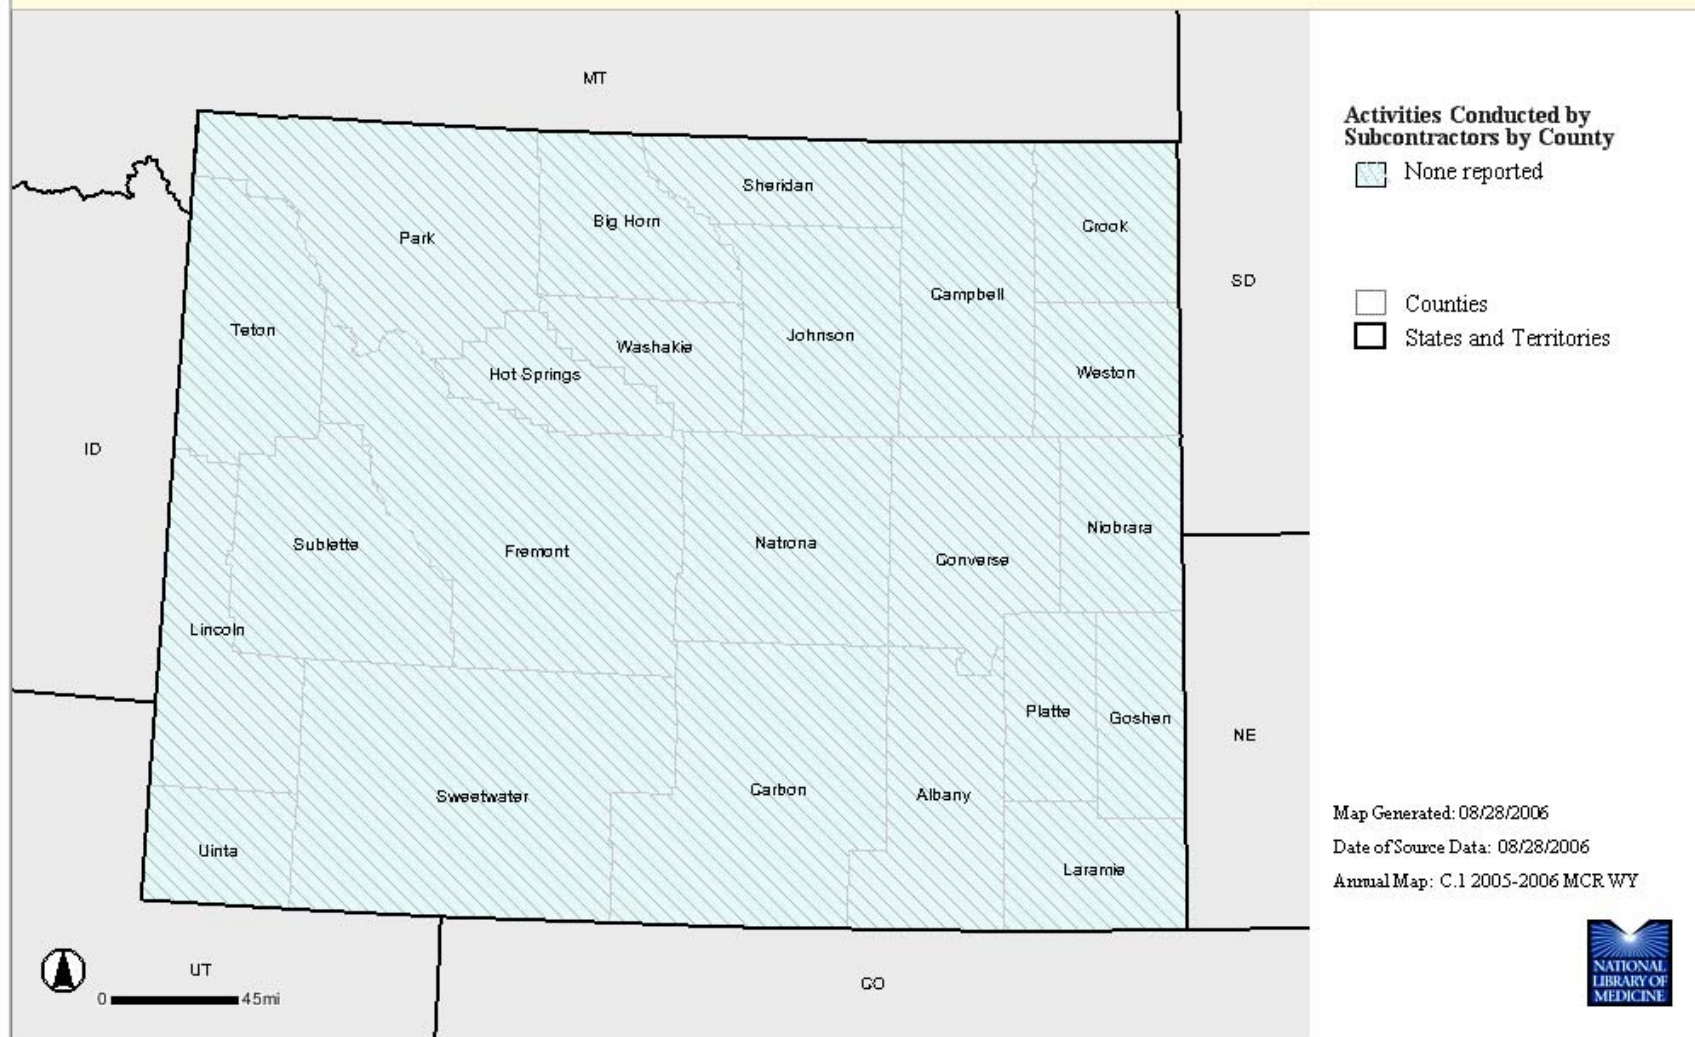 MT
Sheridan
Big Horn
Crook
Park
SD
Campbell
Teton
Johnson
Washakie
Weston
Hot Springs
ID
Niobrara
Natrona
Sublette
Fremont
Converse
Lincoln
Platte
Goshen
NE
Carbon
Albany
Sweetwater
Uinta
Laramie
UT
CO
0 45mi
Activities Conducted by
Subcontractors by County
None reported
Counties
States and Territories
Map Generated: 08/28/2006
Date of Source Data: 08/28/2006
Annual Map: C.1 2005-2006 MCR WY
NATIONAL
LIBRARY OF
MEDICINE